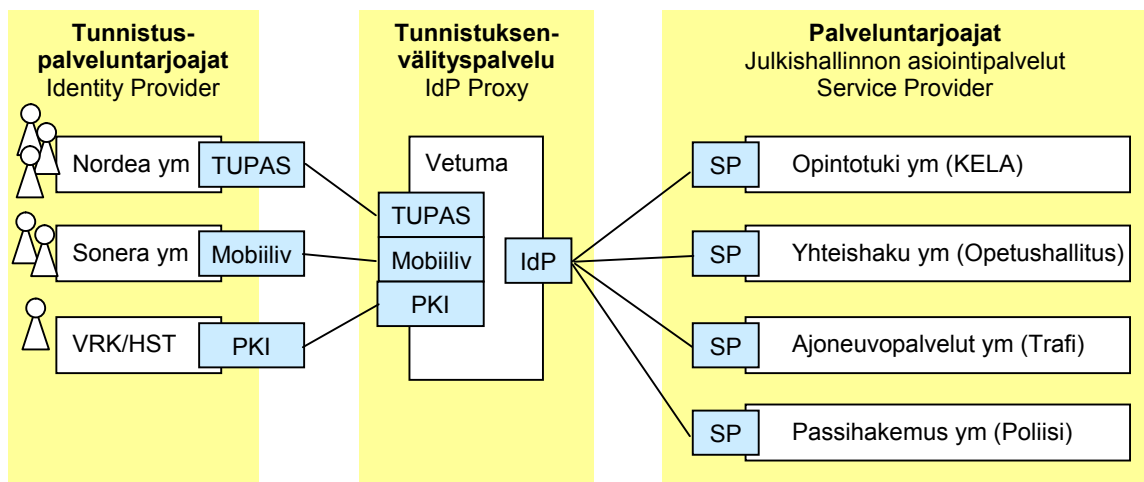 Tunnistus-
palveluntarjoajat
Identity Provider
Nordea ym
TUPAS
Sonera ym
Mobiiliv
VRK/HST
PKI
Tunnistuksen-
välityspalvelu
IdP Proxy
Vetuma
TUPAS
Mobiiliv
PKI
IdP
Palveluntarjoajat
Julkishallinnon asiointipalvelut
Service Provider
SP
Opintotuki ym (KELA)
SP
Yhteishaku ym (Opetushallitus)
SP
Ajoneuvopalvelut ym (Trafi)
SP
Passihakemus ym (Poliisi)